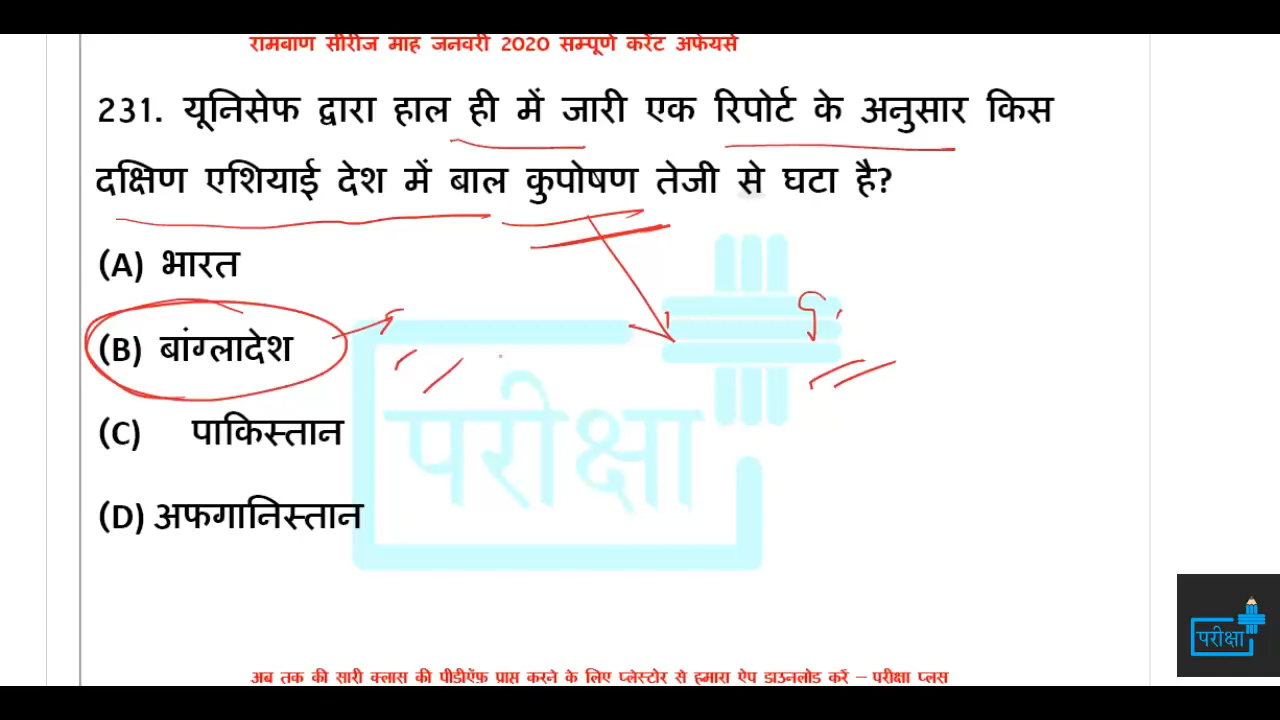 रामबाण सीरीज माह जनवरी 2020 सम्पूर्ण करेंट अफेयर्स
231. यूनिसेफ द्वारा हाल ही में जारी एक रिपोर्ट के अनुसार किस
दक्षिण एशियाई देश में बाल कुपोषण तेजी से घटा है?
(A) भारत
(B) बांग्लादेश
(C) पाकिस्तान
(D) अफगानिस्तान
परीक्षा
परीक्षा
अब तक की सारी क्लास की पीडीऍफ़ प्राप्त करने के लिए प्लेस्टोर से हमारा ऐप डाउनलोड करें – परीक्षा प्लस